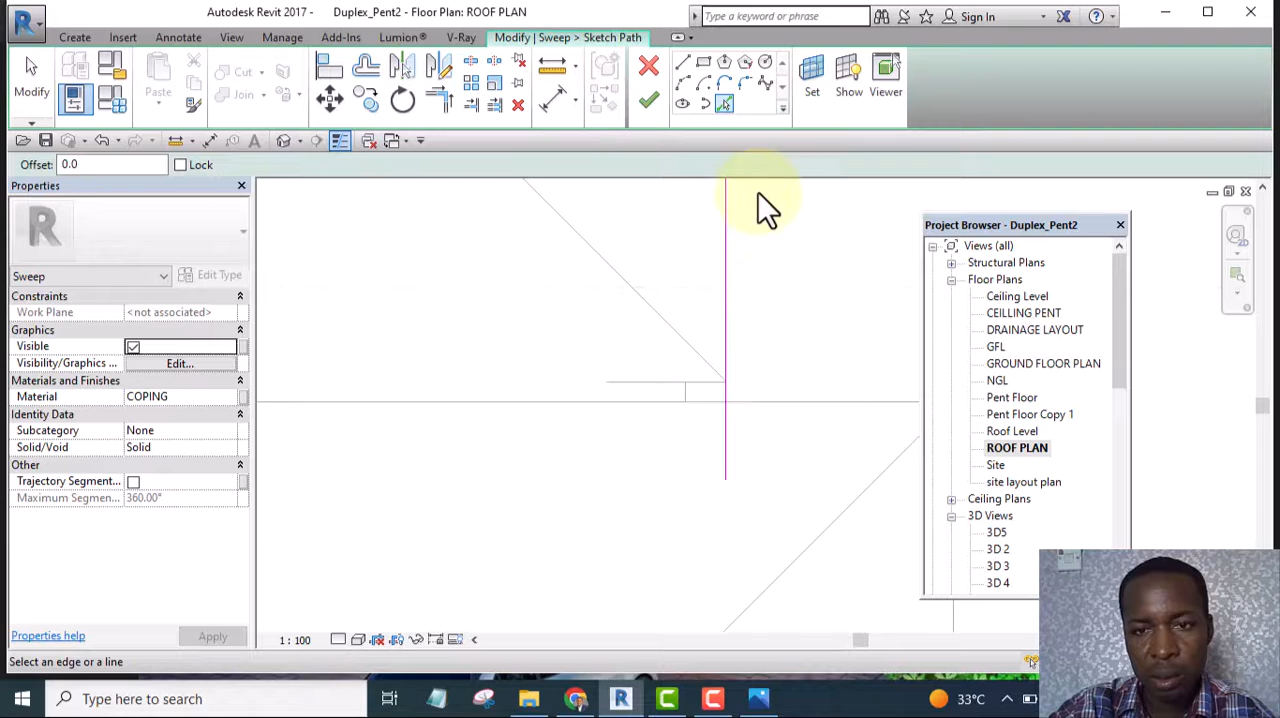 Autodesk Revit 2017 - Duplex_Pent2 - Floor Plan: ROOF PLAN
Type a keyword or phrase
Sign In
Create Insert Annotate View Manage Add-Ins Lumion® V-Ray Modify | Sweep > Sketch Path
Modify
Paste
Cut
Join
Set Show Viewer
Offset: 0.0 Lock
Properties
Sweep
Edit Type
Constraints
Work Plane <not associated>
Graphics
Visible
Visibility/Graphics ... Edit...
Materials and Finishes
Material COPING
Identity Data
Subcategory None
Solid/Void Solid
Other
Trajectory Segment...
Maximum Segmen... 360.00°
Properties help
Apply
1 : 100
Project Browser - Duplex_Pent2
Views (all)
Structural Plans
Floor Plans
Ceiling Level
CEILLING PENT
DRAINAGE LAYOUT
GFL
GROUND FLOOR PLAN
NGL
Pent Floor
Pent Floor Copy 1
Roof Level
ROOF PLAN
Site
site layout plan
Ceiling Plans
3D Views
3D5
3D 2
3D 3
3D 4
2D
Select an edge or a line
Type here to search
33°C